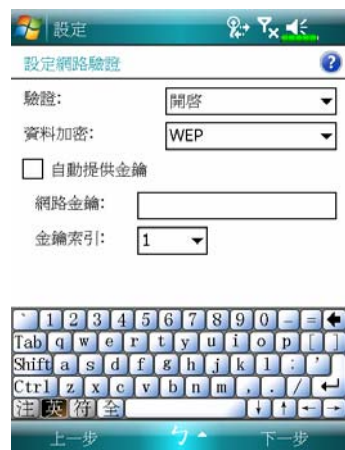 設定
設定網路驗證
驗證: 開啓
資料加密: WEP
自動提供金鑰
網路金鑰:
金鑰索引: 1
` 1 2 3 4 5 6 7 8 9 0 - =
Tab q w e r t y u i o p [ ]
Shift a s d f g h j k l : '
Ctrl z x c v b n m , . /
注 英 符 全
上一步 ㄅ 下一步